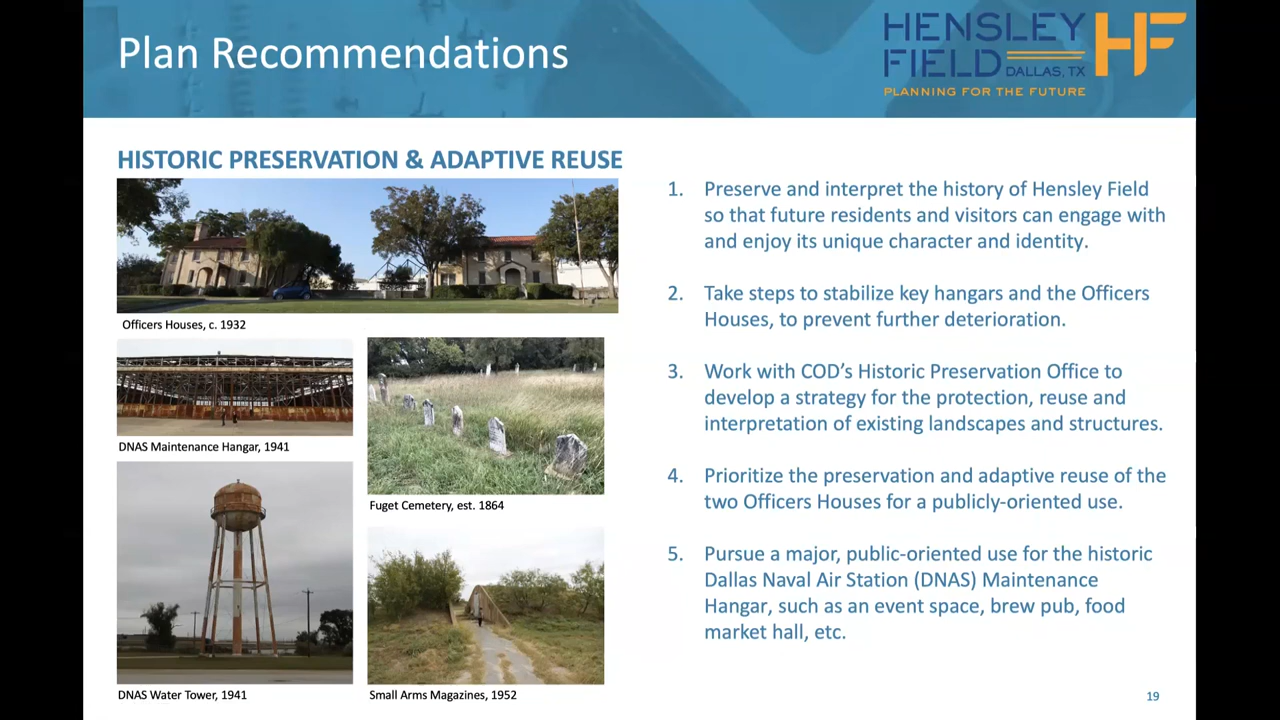 Plan Recommendations
HENSLEY
FIELD DALLAS, TX
HF
PLANNING FOR THE FUTURE
HISTORIC PRESERVATION & ADAPTIVE REUSE
Officers Houses, c. 1932
DNAS Maintenance Hangar, 1941
Fuget Cemetery, est. 1864
DNAS Water Tower, 1941
Small Arms Magazines, 1952
1. Preserve and interpret the history of Hensley Field
so that future residents and visitors can engage with
and enjoy its unique character and identity.
2. Take steps to stabilize key hangars and the Officers
Houses, to prevent further deterioration.
3. Work with COD’s Historic Preservation Office to
develop a strategy for the protection, reuse and
interpretation of existing landscapes and structures.
4. Prioritize the preservation and adaptive reuse of the
two Officers Houses for a publicly-oriented use.
5. Pursue a major, public-oriented use for the historic
Dallas Naval Air Station (DNAS) Maintenance
Hangar, such as an event space, brew pub, food
market hall, etc.
19